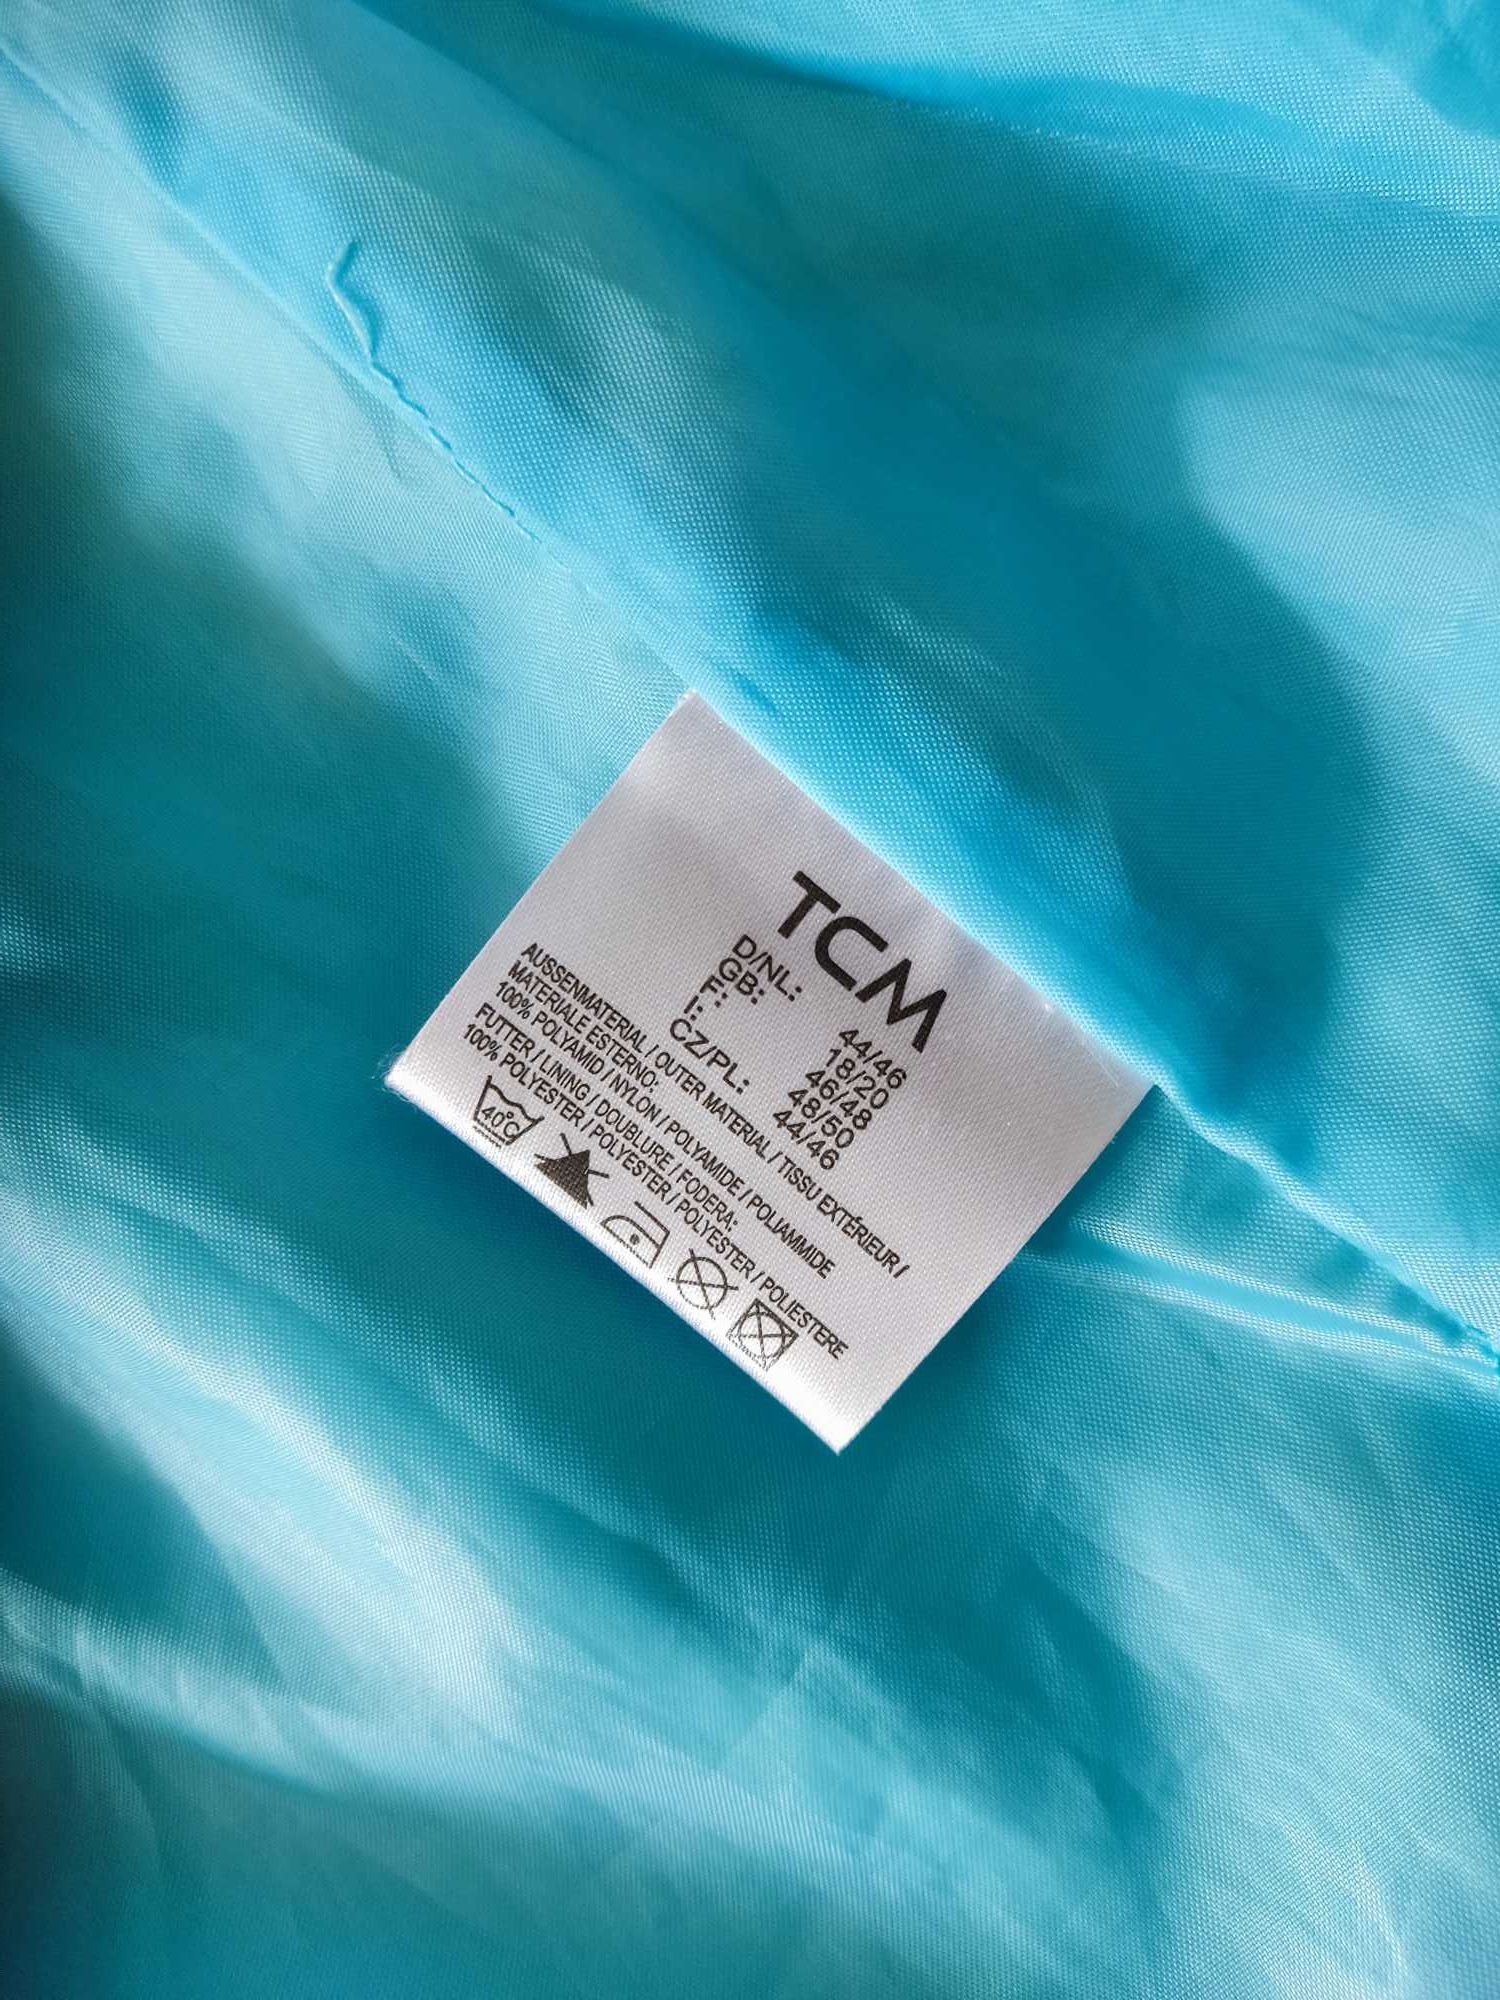 TCM
D/NL: 44/46
GB: 18/20
F: 46/48
I: 48/50
CZ/PL: 44/46
AUSSENMATERIAL / OUTER MATERIAL / TISSU EXTÉRIEUR /
MATERIALE ESTERNO:
100% POLYAMID / NYLON / POLYAMIDE / POLIAMMIDE
FUTTER / LINING / DOUBLURE / FODERA:
100% POLYESTER / POLYESTER / POLYESTER / POLIESTERE
40°C